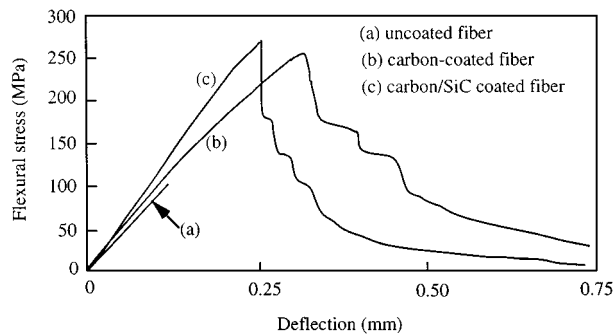 300
250
200
150
100
50
0
Flexural stress (MPa)
(a) uncoated fiber
(b) carbon-coated fiber
(c) carbon/SiC coated fiber
(c)
(b)
(a)
0
0.25
0.50
0.75
Deflection (mm)